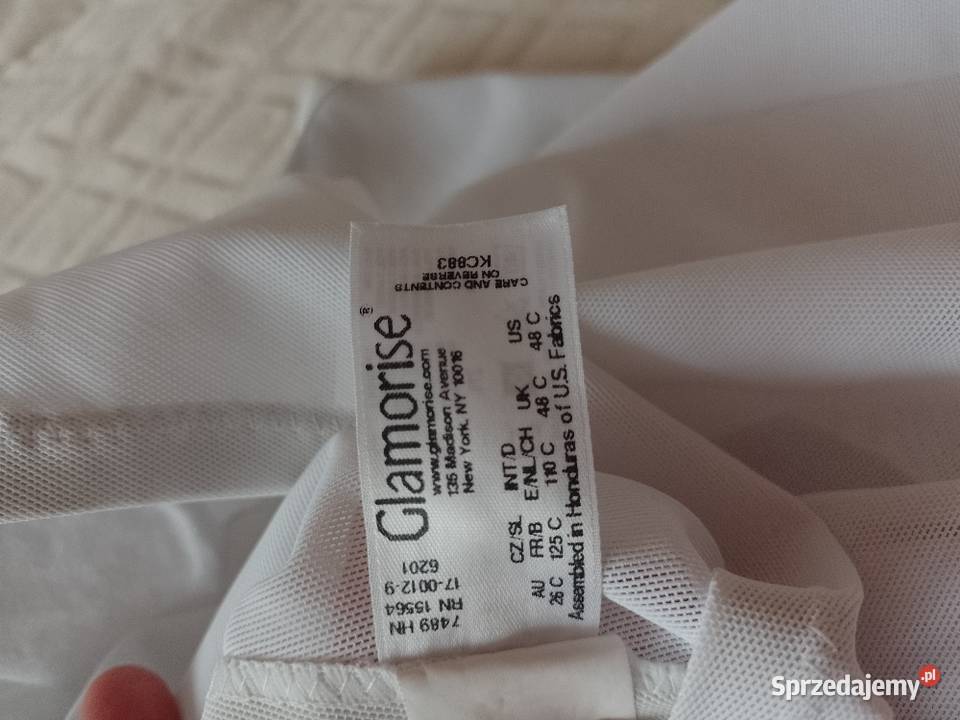 CARE AND CONTENTS
ON REVERSE
KC883
Glamorise®
www.glamorise.com
135 Madison Avenue
New York, NY 10016
CZ/SL INT/D
AU FR/B E/NL/CH UK US
26 C 125 C 110 C 48 C 48 C
Assembled in Honduras of U.S. Fabrics
7489 HN
RN 15564
17-0012-9
6201
Sprzedajemy.pl